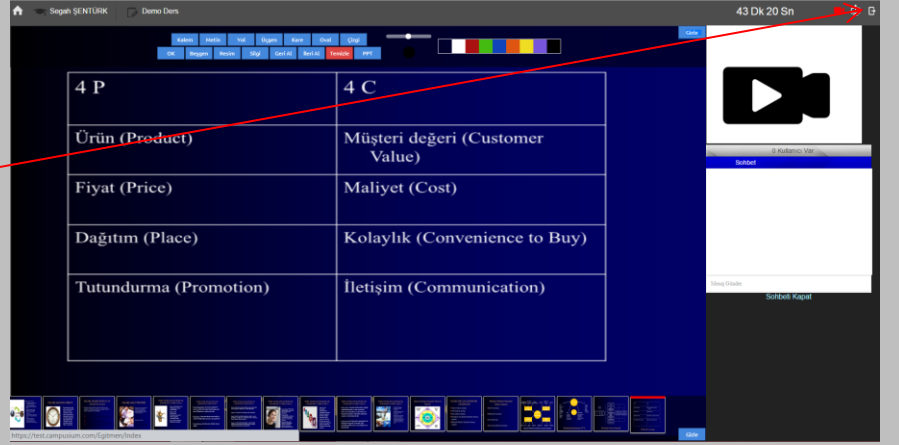 Segah ŞENTÜRK
Demo Ders
43 Dk 20 Sn
Kalem Metin Yol Üçgen Kare Oval Çizgi
OK Beşgen Resim Silgi Geri Al İleri Al Temizle PPT
Gizle
4 P
4 C
Ürün (Product)
Müşteri değeri (Customer
Value)
Fiyat (Price)
Maliyet (Cost)
Dağıtım (Place)
Kolaylık (Convenience to Buy)
Tutundurma (Promotion)
İletişim (Communication)
0 Kullanıcı Var
Sohbet
Mesaj Gönder
Sohbeti Kapat
Gizle
https://test.campusium.com/Egitmen/Index